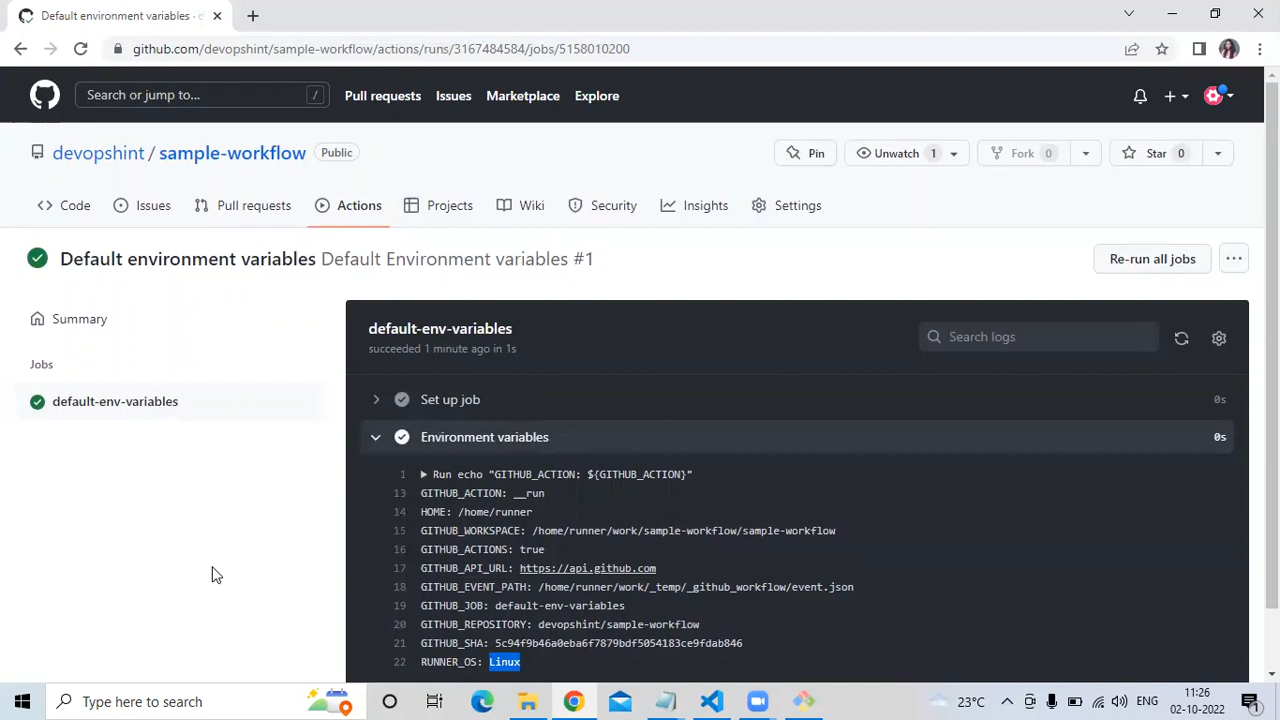 Default environment variables · d
github.com/devopshint/sample-workflow/actions/runs/3167484584/jobs/5158010200
Search or jump to... /
Pull requests Issues Marketplace Explore
devopshint / sample-workflow Public
Pin Unwatch 1 Fork 0 Star 0
Code Issues Pull requests Actions Projects Wiki Security Insights Settings
Default environment variables Default Environment variables #1
Re-run all jobs
Summary
Jobs
default-env-variables
default-env-variables
succeeded 1 minute ago in 1s
Search logs
Set up job 0s
Environment variables 0s
1 Run echo "GITHUB_ACTION: ${GITHUB_ACTION}"
13 GITHUB_ACTION: __run
14 HOME: /home/runner
15 GITHUB_WORKSPACE: /home/runner/work/sample-workflow/sample-workflow
16 GITHUB_ACTIONS: true
17 GITHUB_API_URL: https://api.github.com
18 GITHUB_EVENT_PATH: /home/runner/work/_temp/_github_workflow/event.json
19 GITHUB_JOB: default-env-variables
20 GITHUB_REPOSITORY: devopshint/sample-workflow
21 GITHUB_SHA: 5c94f9b46a0eba6f7879bdf5054183ce9fdab846
22 RUNNER_OS: Linux
Type here to search
23°C
ENG
11:26
02-10-2022
1